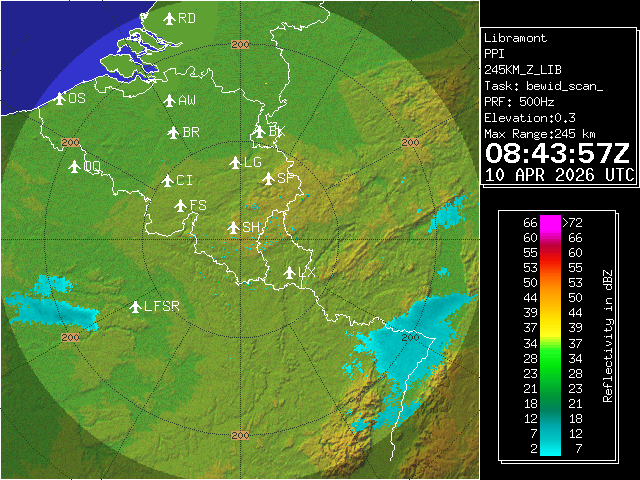 Libramont
PPI
245KM_Z_LIB
Task: bewid_scan_
PRF: 500Hz
Elevation:0.3
Max Range:245 km
08:43:57Z
10 APR 2026 UTC
RD
200
OS
AW
BR
BK
200
200
QQ
LG
CI
SP
FS
SH
LX
LFSR
200
200
200
66 >72
60 66
55 60
53 55
50 53
44 50
39 44
37 39
34 37
28 34
23 28
21 23
18 21
12 18
7 12
2 7
Reflectivity in dBZ